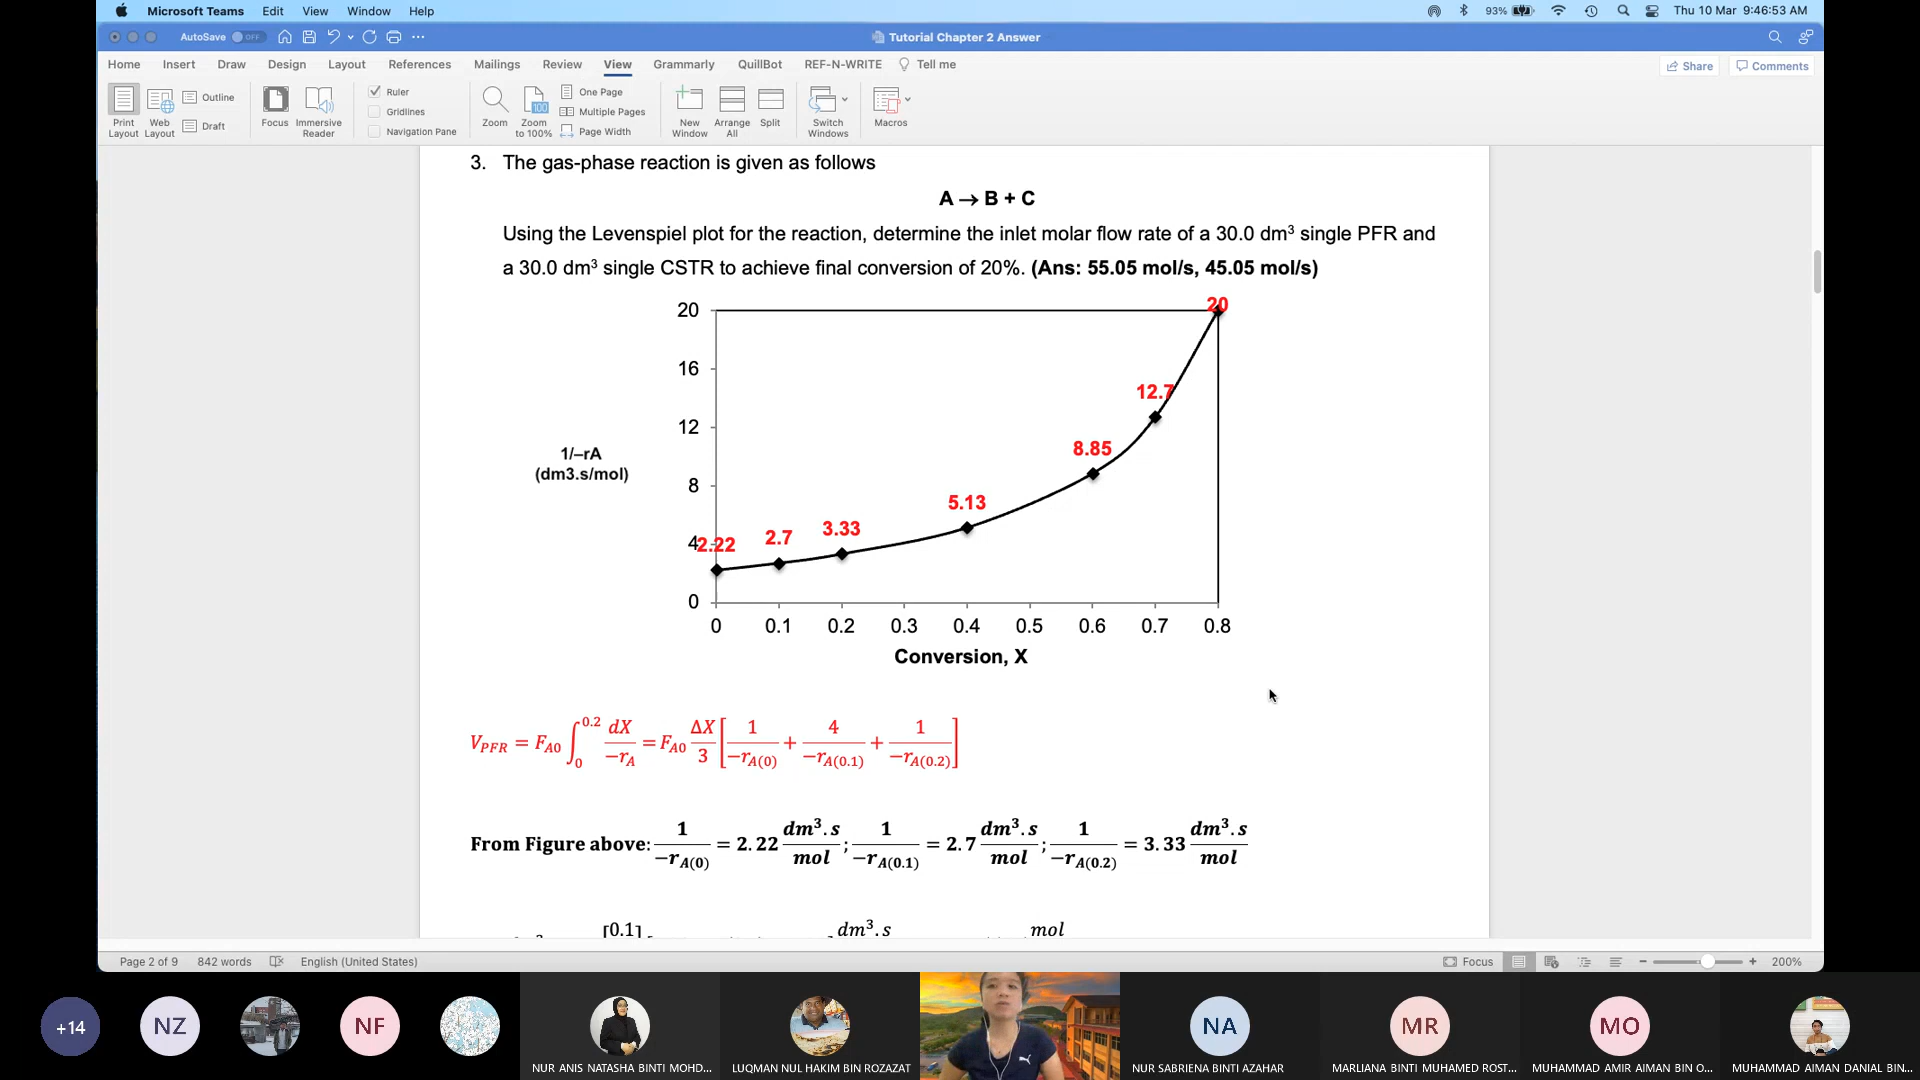 Microsoft Teams Edit View Window Help 93% Thu 10 Mar 9:46:53 AM
AutoSave OFF Tutorial Chapter 2 Answer
Home Insert Draw Design Layout References Mailings Review View Grammarly QuillBot REF-N-WRITE Tell me Share Comments
Print Layout
Web Layout
Outline
Draft
Focus
Immersive Reader
Ruler
Gridlines
Navigation Pane
Zoom
100
Zoom to 100%
One Page
Multiple Pages
Page Width
New Window
Arrange All
Split
Switch Windows
Macros
3. The gas-phase reaction is given as follows
A → B + C
Using the Levenspiel plot for the reaction, determine the inlet molar flow rate of a 30.0 dm³ single PFR and
a 30.0 dm³ single CSTR to achieve final conversion of 20%. (Ans: 55.05 mol/s, 45.05 mol/s)
20
16
12
8
4
0
1/–rA
(dm3.s/mol)
2.22 2.7 3.33 5.13 8.85 12.7 20
0 0.1 0.2 0.3 0.4 0.5 0.6 0.7 0.8
Conversion, X
V_PFR = F_A0 ∫_0^0.2 dX/−r_A = F_A0 ΔX/3 [1/−r_A(0) + 4/−r_A(0.1) + 1/−r_A(0.2)]
From Figure above: 1/−r_A(0) = 2.22 dm³.s/mol ; 1/−r_A(0.1) = 2.7 dm³.s/mol ; 1/−r_A(0.2) = 3.33 dm³.s/mol
[0.1] dm³.s mol
Page 2 of 9 842 words English (United States) Focus − + 200%
+14 NZ NF NA MR MO
NUR ANIS NATASHA BINTI MOHD... LUQMAN NUL HAKIM BIN ROZAZAT NUR SABRIENA BINTI AZAHAR MARLIANA BINTI MUHAMED ROST... MUHAMMAD AMIR AIMAN BIN O... MUHAMMAD AIMAN DANIAL BIN...